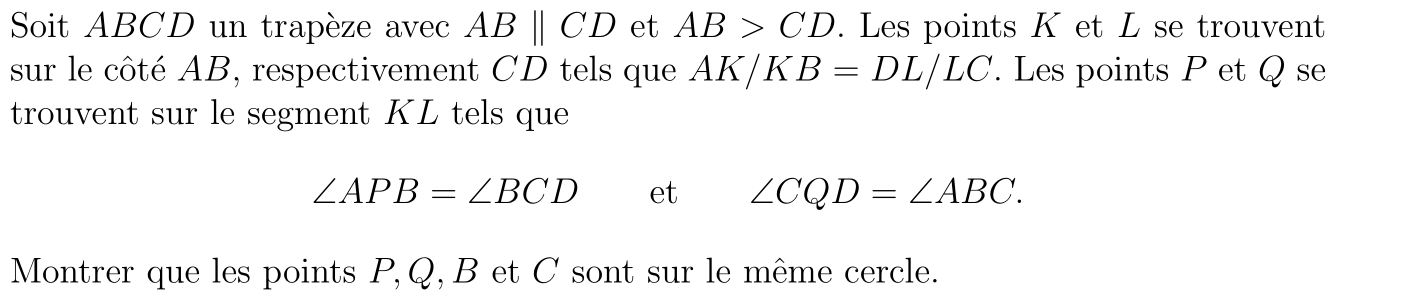 Soit ABCD un trapèze avec AB ∥ CD et AB > CD. Les points K et L se trouvent
sur le côté AB, respectivement CD tels que AK/KB = DL/LC. Les points P et Q se
trouvent sur le segment KL tels que
∠APB = ∠BCD et ∠CQD = ∠ABC.
Montrer que les points P, Q, B et C sont sur le même cercle.